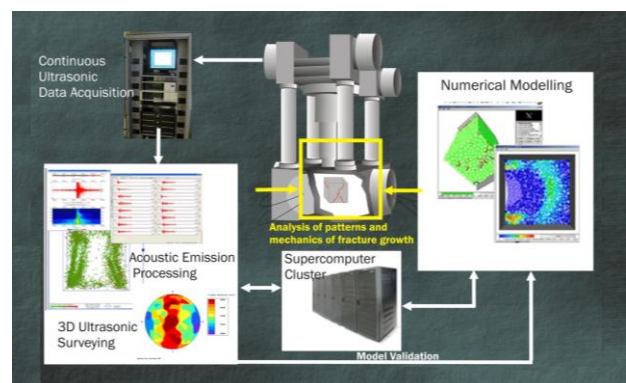 Continuous
Ultrasonic
Data Acquisition
Numerical Modelling
Analysis of patterns and
mechanics of fracture growth
Acoustic Emission
Processing
Supercomputer
Cluster
3D Ultrasonic
Surveying
Model Validation